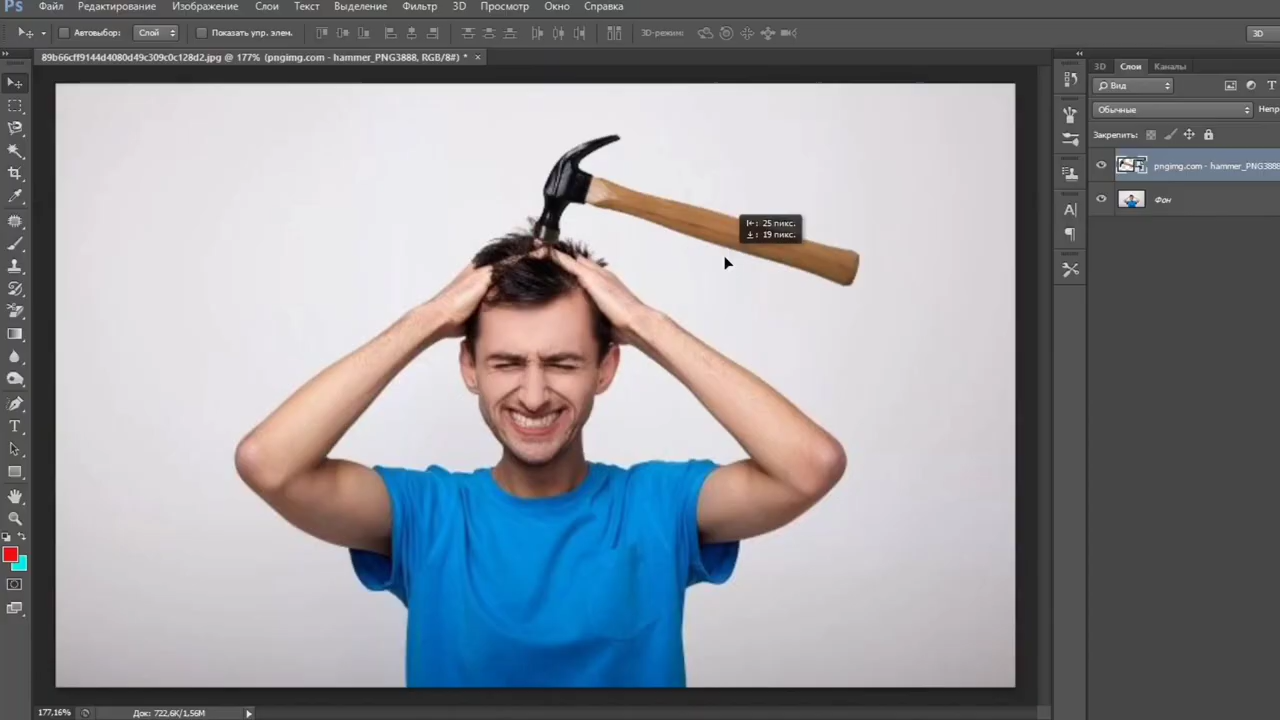 Ps Файл Редактирование Изображение Слои Текст Выделение Фильтр 3D Просмотр Окно Справка
Автовыбор: Слой Показать упр. элем. 3D-режим: 3D
89b66cff9144d4080d49c309c0c128d2.jpg @ 177% (pngimg.com - hammer_PNG3888, RGB/8#) * ×
3D Слои Каналы
Вид
Обычные Непр
Закрепить:
pngimg.com - hammer_PNG3888
Фон
25 пикс.
19 пикс.
177,16% Док: 722,6K/1,56M